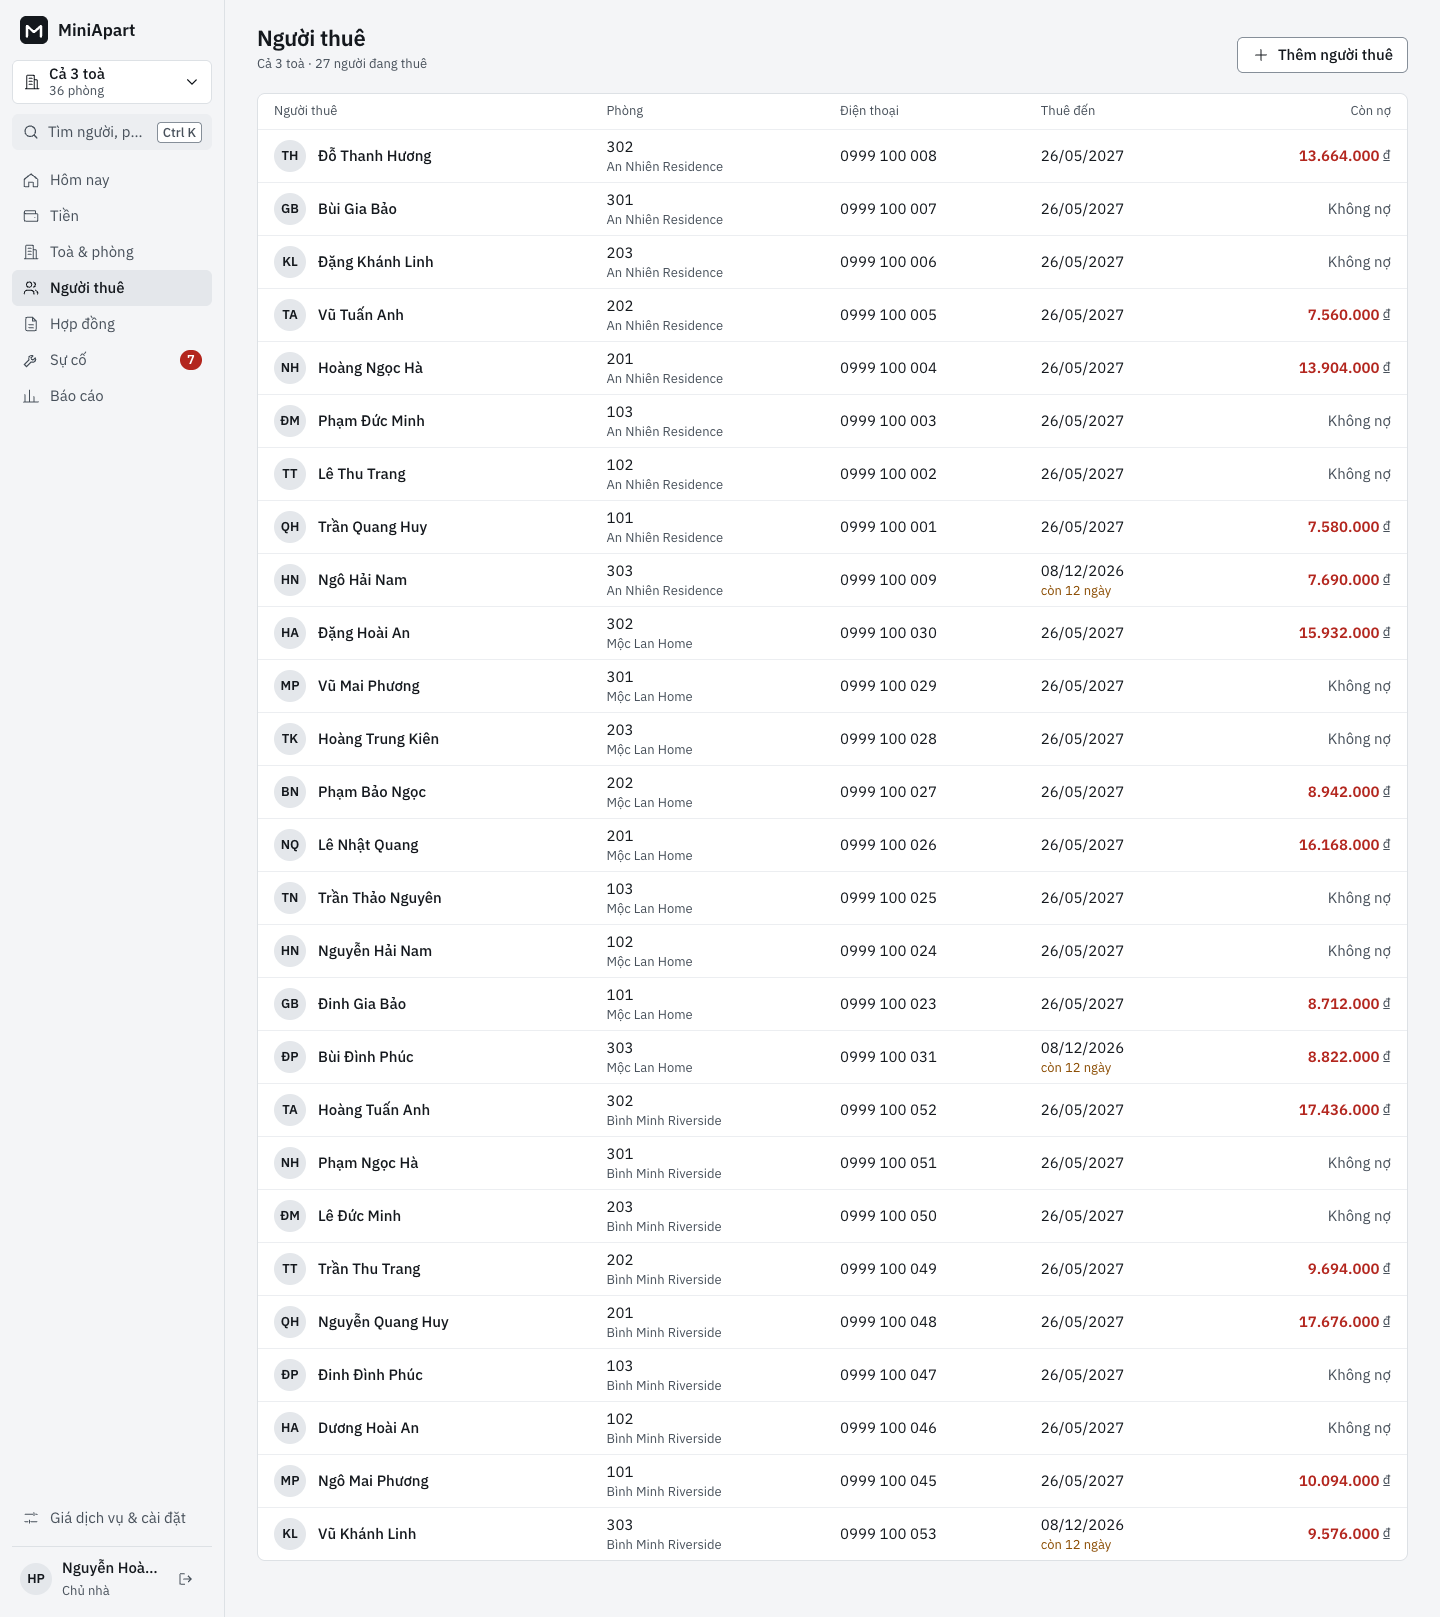 MiniApart
Cả 3 toà
36 phòng
Tìm người, p... Ctrl K
Hôm nay
Tiền
Toà & phòng
Người thuê
Hợp đồng
Sự cố 7
Báo cáo
Giá dịch vụ & cài đặt
HP Nguyễn Hoà...
Chủ nhà
Người thuê
Cả 3 toà · 27 người đang thuê
Thêm người thuê
Người thuê Phòng Điện thoại Thuê đến Còn nợ
TH Đỗ Thanh Hương 302 An Nhiên Residence 0999 100 008 26/05/2027 13.664.000 ₫
GB Bùi Gia Bảo 301 An Nhiên Residence 0999 100 007 26/05/2027 Không nợ
KL Đặng Khánh Linh 203 An Nhiên Residence 0999 100 006 26/05/2027 Không nợ
TA Vũ Tuấn Anh 202 An Nhiên Residence 0999 100 005 26/05/2027 7.560.000 ₫
NH Hoàng Ngọc Hà 201 An Nhiên Residence 0999 100 004 26/05/2027 13.904.000 ₫
ĐM Phạm Đức Minh 103 An Nhiên Residence 0999 100 003 26/05/2027 Không nợ
TT Lê Thu Trang 102 An Nhiên Residence 0999 100 002 26/05/2027 Không nợ
QH Trần Quang Huy 101 An Nhiên Residence 0999 100 001 26/05/2027 7.580.000 ₫
HN Ngô Hải Nam 303 An Nhiên Residence 0999 100 009 08/12/2026 còn 12 ngày 7.690.000 ₫
HA Đặng Hoài An 302 Mộc Lan Home 0999 100 030 26/05/2027 15.932.000 ₫
MP Vũ Mai Phương 301 Mộc Lan Home 0999 100 029 26/05/2027 Không nợ
TK Hoàng Trung Kiên 203 Mộc Lan Home 0999 100 028 26/05/2027 Không nợ
BN Phạm Bảo Ngọc 202 Mộc Lan Home 0999 100 027 26/05/2027 8.942.000 ₫
NQ Lê Nhật Quang 201 Mộc Lan Home 0999 100 026 26/05/2027 16.168.000 ₫
TN Trần Thảo Nguyên 103 Mộc Lan Home 0999 100 025 26/05/2027 Không nợ
HN Nguyễn Hải Nam 102 Mộc Lan Home 0999 100 024 26/05/2027 Không nợ
GB Đinh Gia Bảo 101 Mộc Lan Home 0999 100 023 26/05/2027 8.712.000 ₫
ĐP Bùi Đình Phúc 303 Mộc Lan Home 0999 100 031 08/12/2026 còn 12 ngày 8.822.000 ₫
TA Hoàng Tuấn Anh 302 Bình Minh Riverside 0999 100 052 26/05/2027 17.436.000 ₫
NH Phạm Ngọc Hà 301 Bình Minh Riverside 0999 100 051 26/05/2027 Không nợ
ĐM Lê Đức Minh 203 Bình Minh Riverside 0999 100 050 26/05/2027 Không nợ
TT Trần Thu Trang 202 Bình Minh Riverside 0999 100 049 26/05/2027 9.694.000 ₫
QH Nguyễn Quang Huy 201 Bình Minh Riverside 0999 100 048 26/05/2027 17.676.000 ₫
ĐP Đinh Đình Phúc 103 Bình Minh Riverside 0999 100 047 26/05/2027 Không nợ
HA Dương Hoài An 102 Bình Minh Riverside 0999 100 046 26/05/2027 Không nợ
MP Ngô Mai Phương 101 Bình Minh Riverside 0999 100 045 26/05/2027 10.094.000 ₫
KL Vũ Khánh Linh 303 Bình Minh Riverside 0999 100 053 08/12/2026 còn 12 ngày 9.576.000 ₫